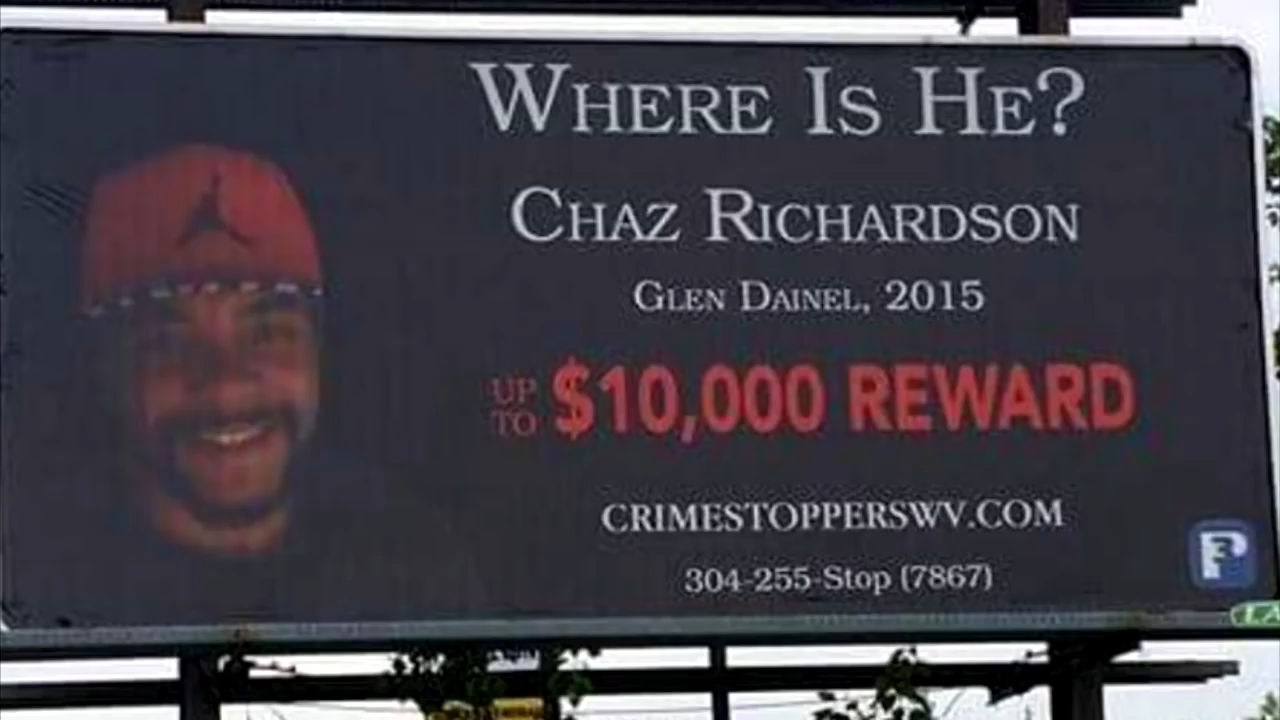 WHERE IS HE?
CHAZ RICHARDSON
GLEN DAINEL, 2015
UP TO $10,000 REWARD
CRIMESTOPPERSWV.COM
304-255-Stop (7867)
P3